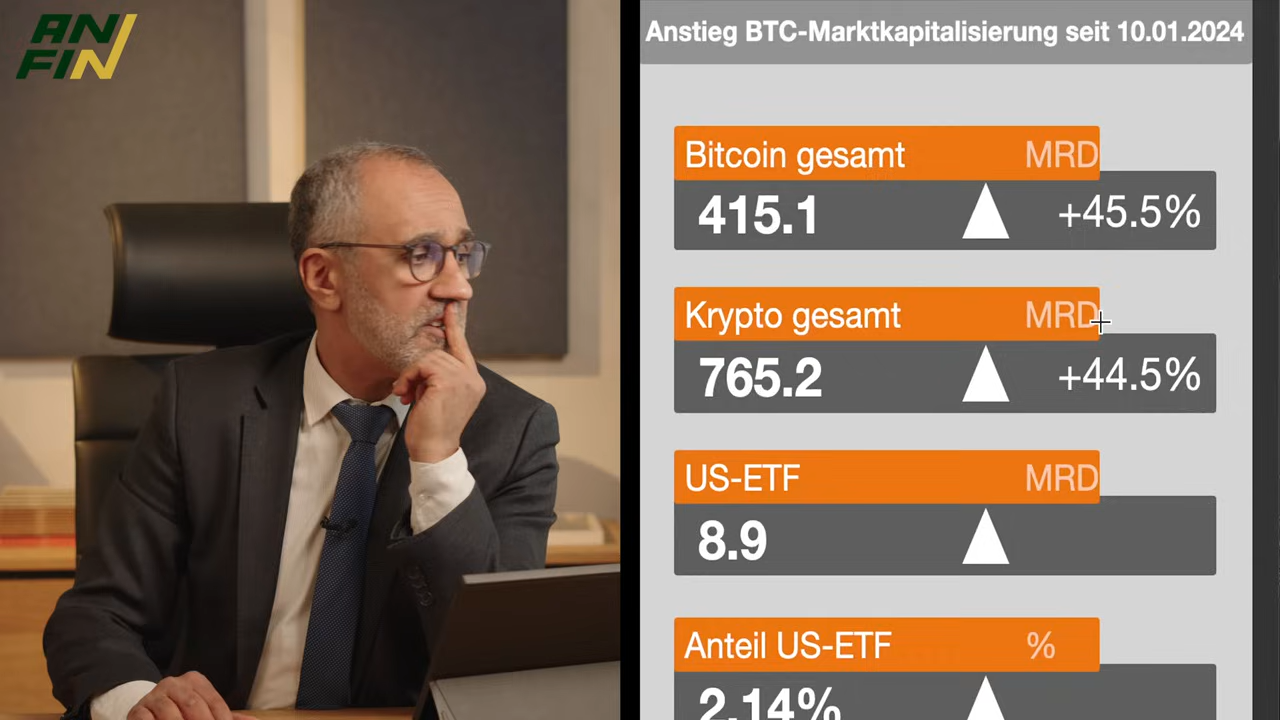 AN
FIN
Anstieg BTC-Marktkapitalisierung seit 10.01.2024
Bitcoin gesamt MRD
415.1 +45.5%
Krypto gesamt MRD
765.2 +44.5%
US-ETF MRD
8.9
Anteil US-ETF %
2.14%